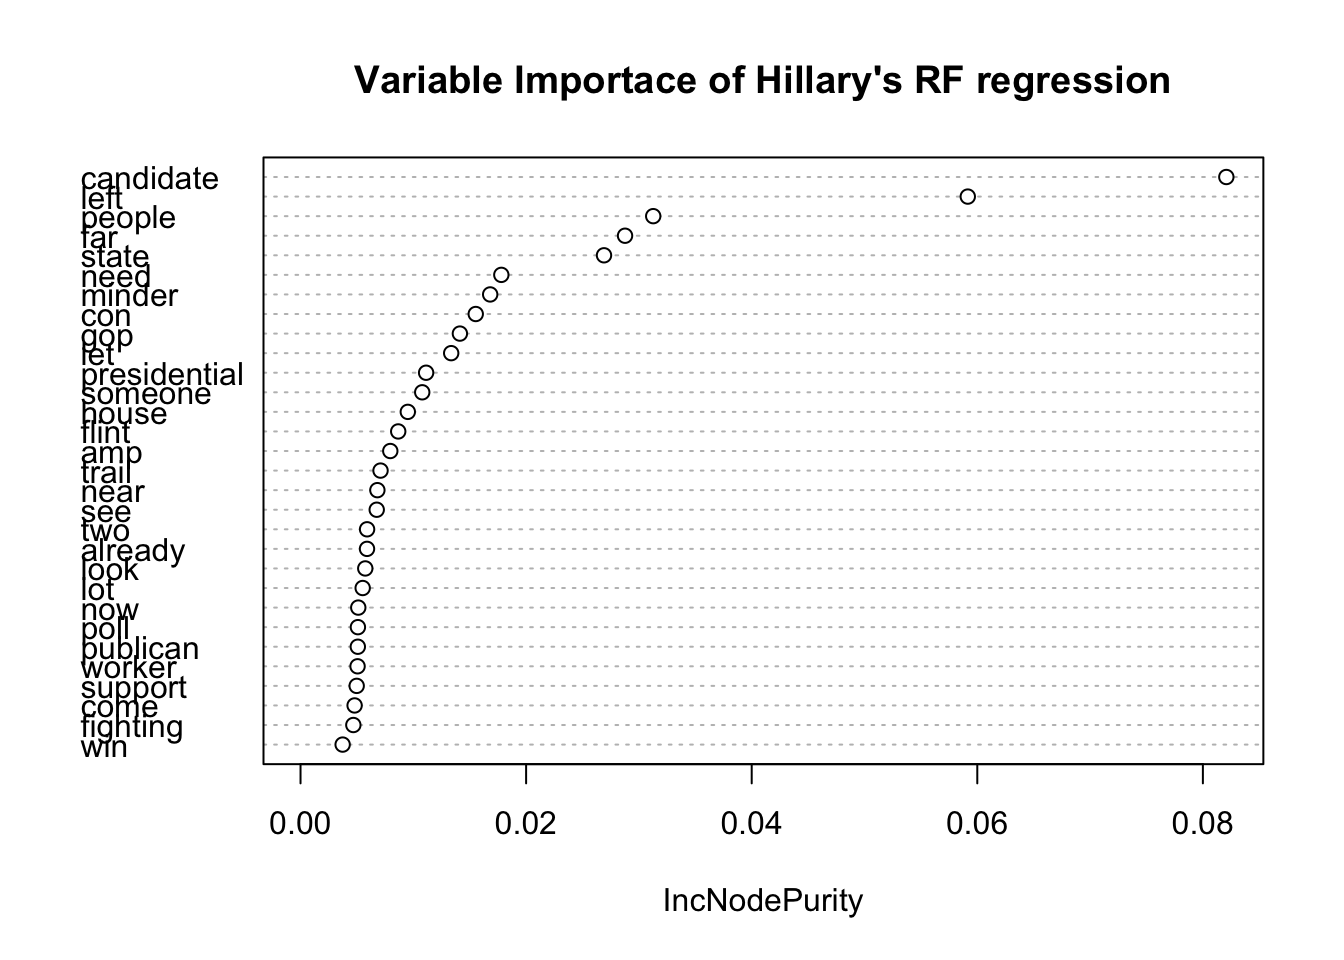 Variable Importace of Hillary's RF regression
candidate
left
people
far
state
need
minder
con
gop
let
presidential
someone
house
flint
amp
trail
near
see
two
already
look
lot
now
poll
publican
worker
support
come
fighting
win
0.00 0.02 0.04 0.06 0.08
IncNodePurity